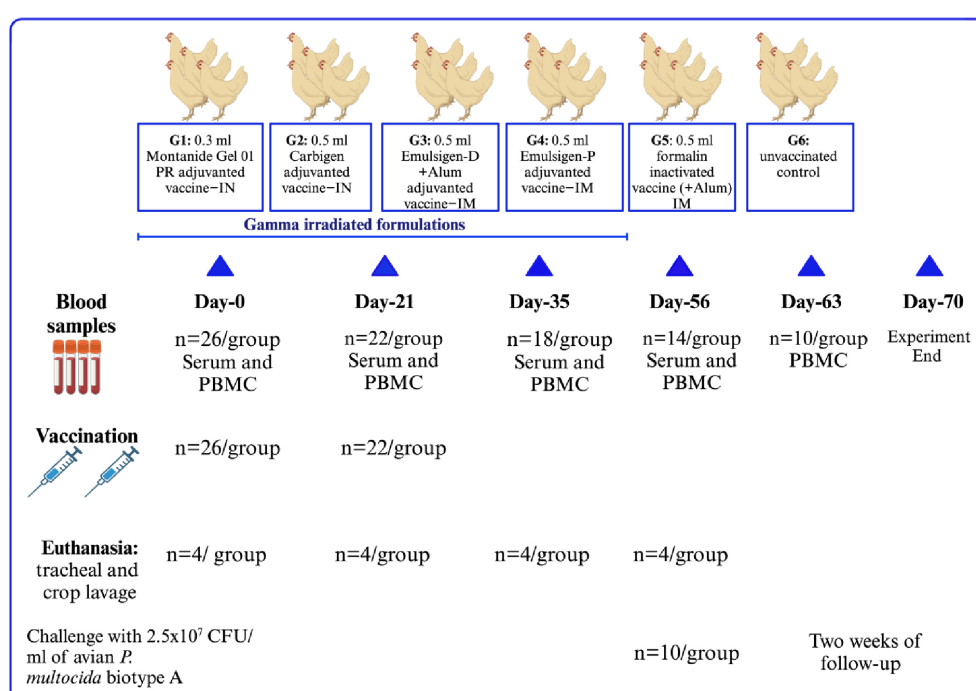 G1: 0.3 ml
Montanide Gel 01
PR adjuvanted
vaccine–IN
G2: 0.5 ml
Carbigen
adjuvanted
vaccine–IN
G3: 0.5 ml
Emulsigen-D
+Alum
adjuvanted
vaccine–IM
G4: 0.5 ml
Emulsigen-P
adjuvanted
vaccine–IM
G5: 0.5 ml
formalin
inactivated
vaccine (+Alum)
IM
G6:
unvaccinated
control
Gamma irradiated formulations
Blood
samples
Day-0
n=26/group
Serum and
PBMC
Day-21
n=22/group
Serum and
PBMC
Day-35
n=18/group
Serum and
PBMC
Day-56
n=14/group
Serum and
PBMC
Day-63
n=10/group
PBMC
Day-70
Experiment
End
Vaccination
n=26/group
n=22/group
Euthanasia:
tracheal and
crop lavage
n=4/ group
n=4/group
n=4/group
n=4/group
Challenge with 2.5x10⁷ CFU/
ml of avian P.
multocida biotype A
n=10/group
Two weeks of
follow-up